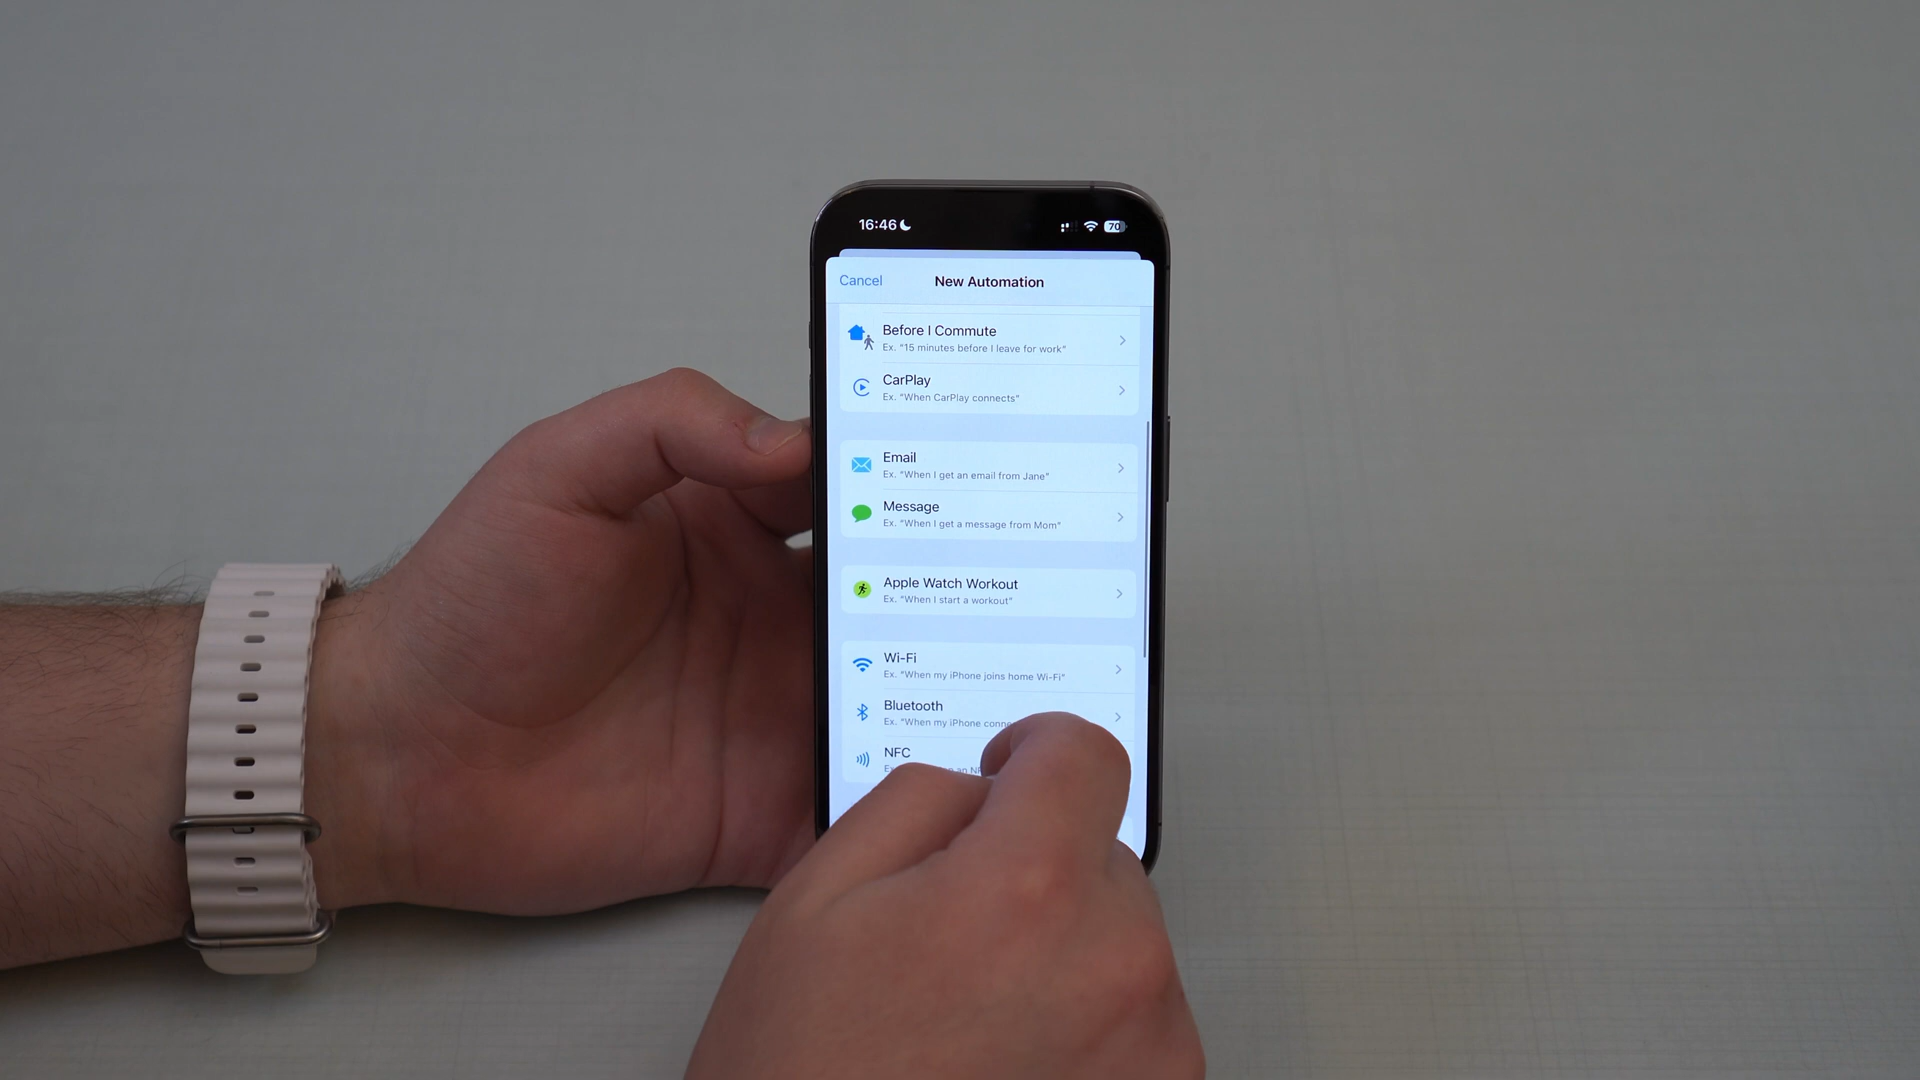 16:46
70
Cancel
New Automation
Before I Commute
Ex. "15 minutes before I leave for work"
CarPlay
Ex. "When CarPlay connects"
Email
Ex. "When I get an email from Jane"
Message
Ex. "When I get a message from Mom"
Apple Watch Workout
Ex. "When I start a workout"
Wi-Fi
Ex. "When my iPhone joins home Wi-Fi"
Bluetooth
Ex. "When my iPhone
NFC
an